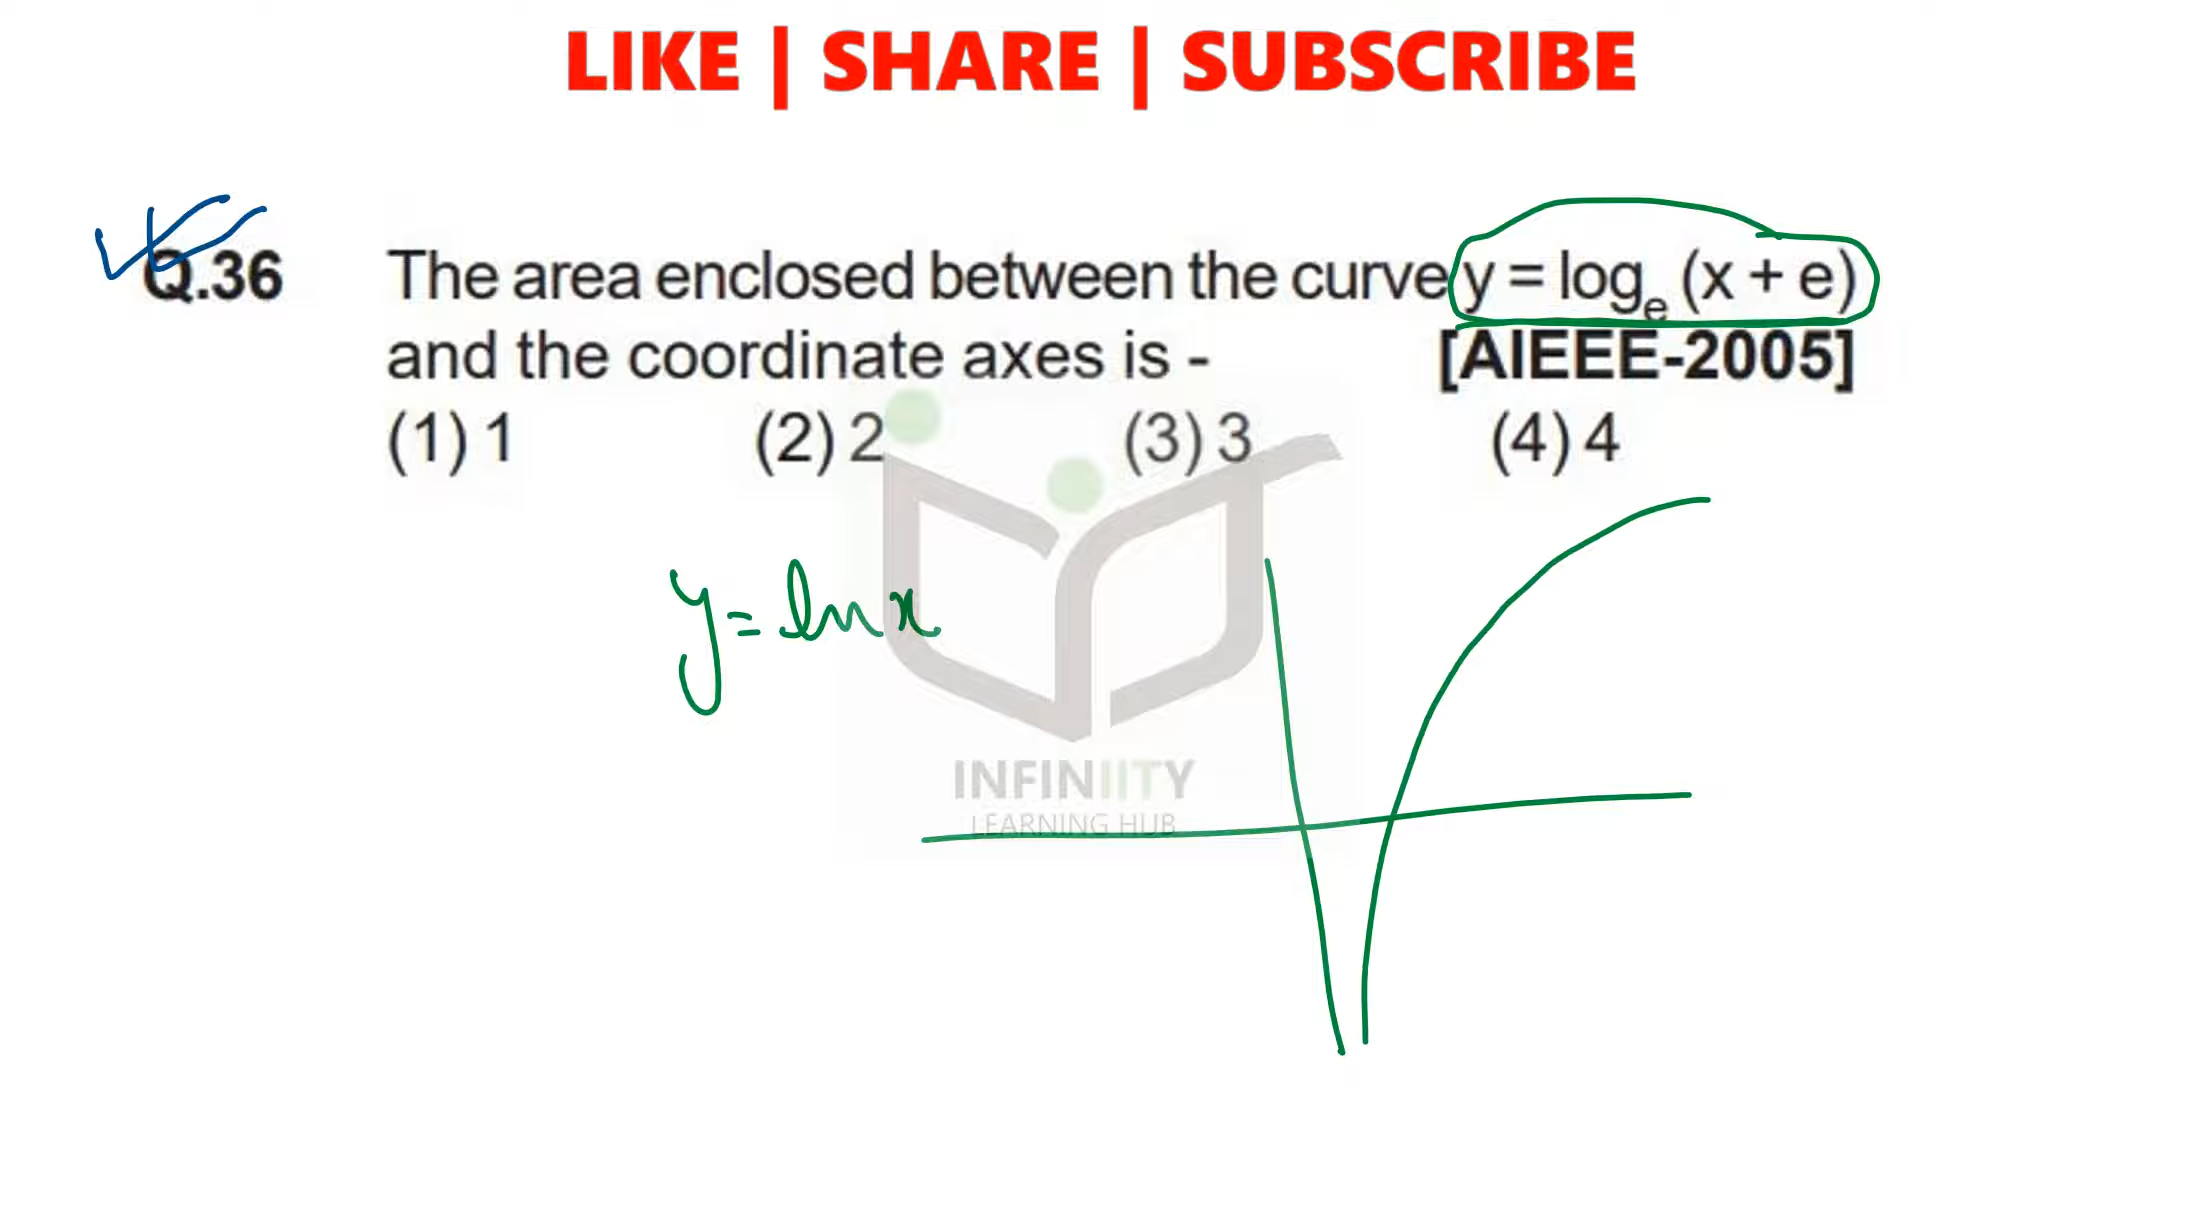 LIKE | SHARE | SUBSCRIBE
Q.36 The area enclosed between the curve y = logₑ (x + e)
and the coordinate axes is - [AIEEE-2005]
(1) 1 (2) 2 (3) 3 (4) 4
y = ln x
INFINIITY
LEARNING HUB